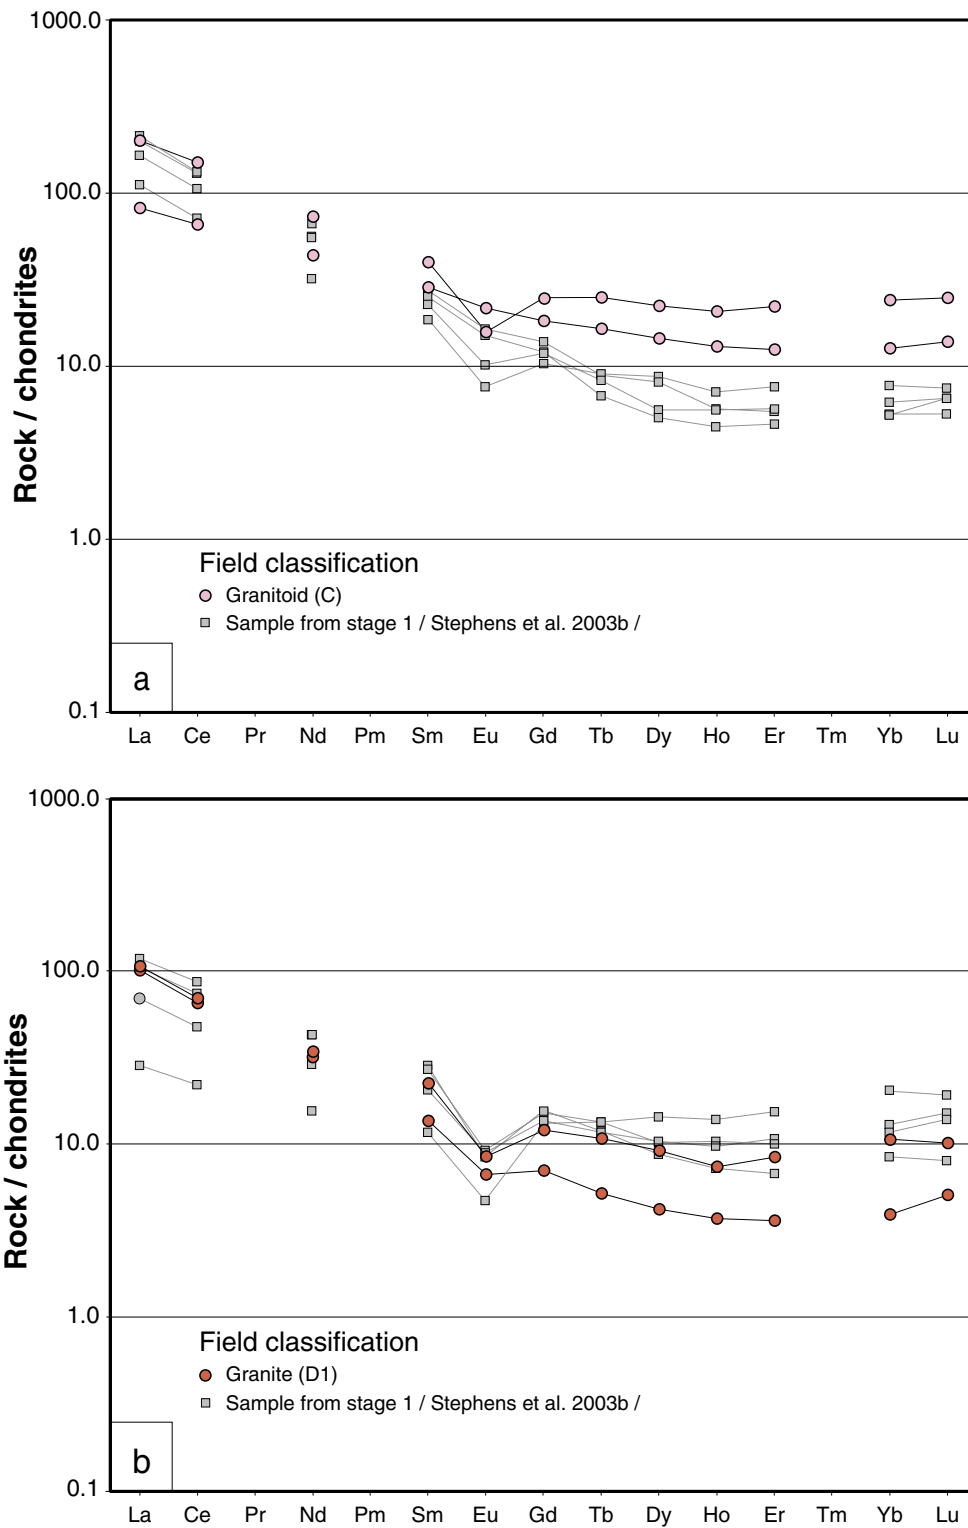 1000.0
100.0
10.0
1.0
0.1
Rock / chondrites
Field classification
Granitoid (C)
Sample from stage 1 / Stephens et al. 2003b /
a
La Ce Pr Nd Pm Sm Eu Gd Tb Dy Ho Er Tm Yb Lu
1000.0
100.0
10.0
1.0
0.1
Rock / chondrites
Field classification
Granite (D1)
Sample from stage 1 / Stephens et al. 2003b /
b
La Ce Pr Nd Pm Sm Eu Gd Tb Dy Ho Er Tm Yb Lu